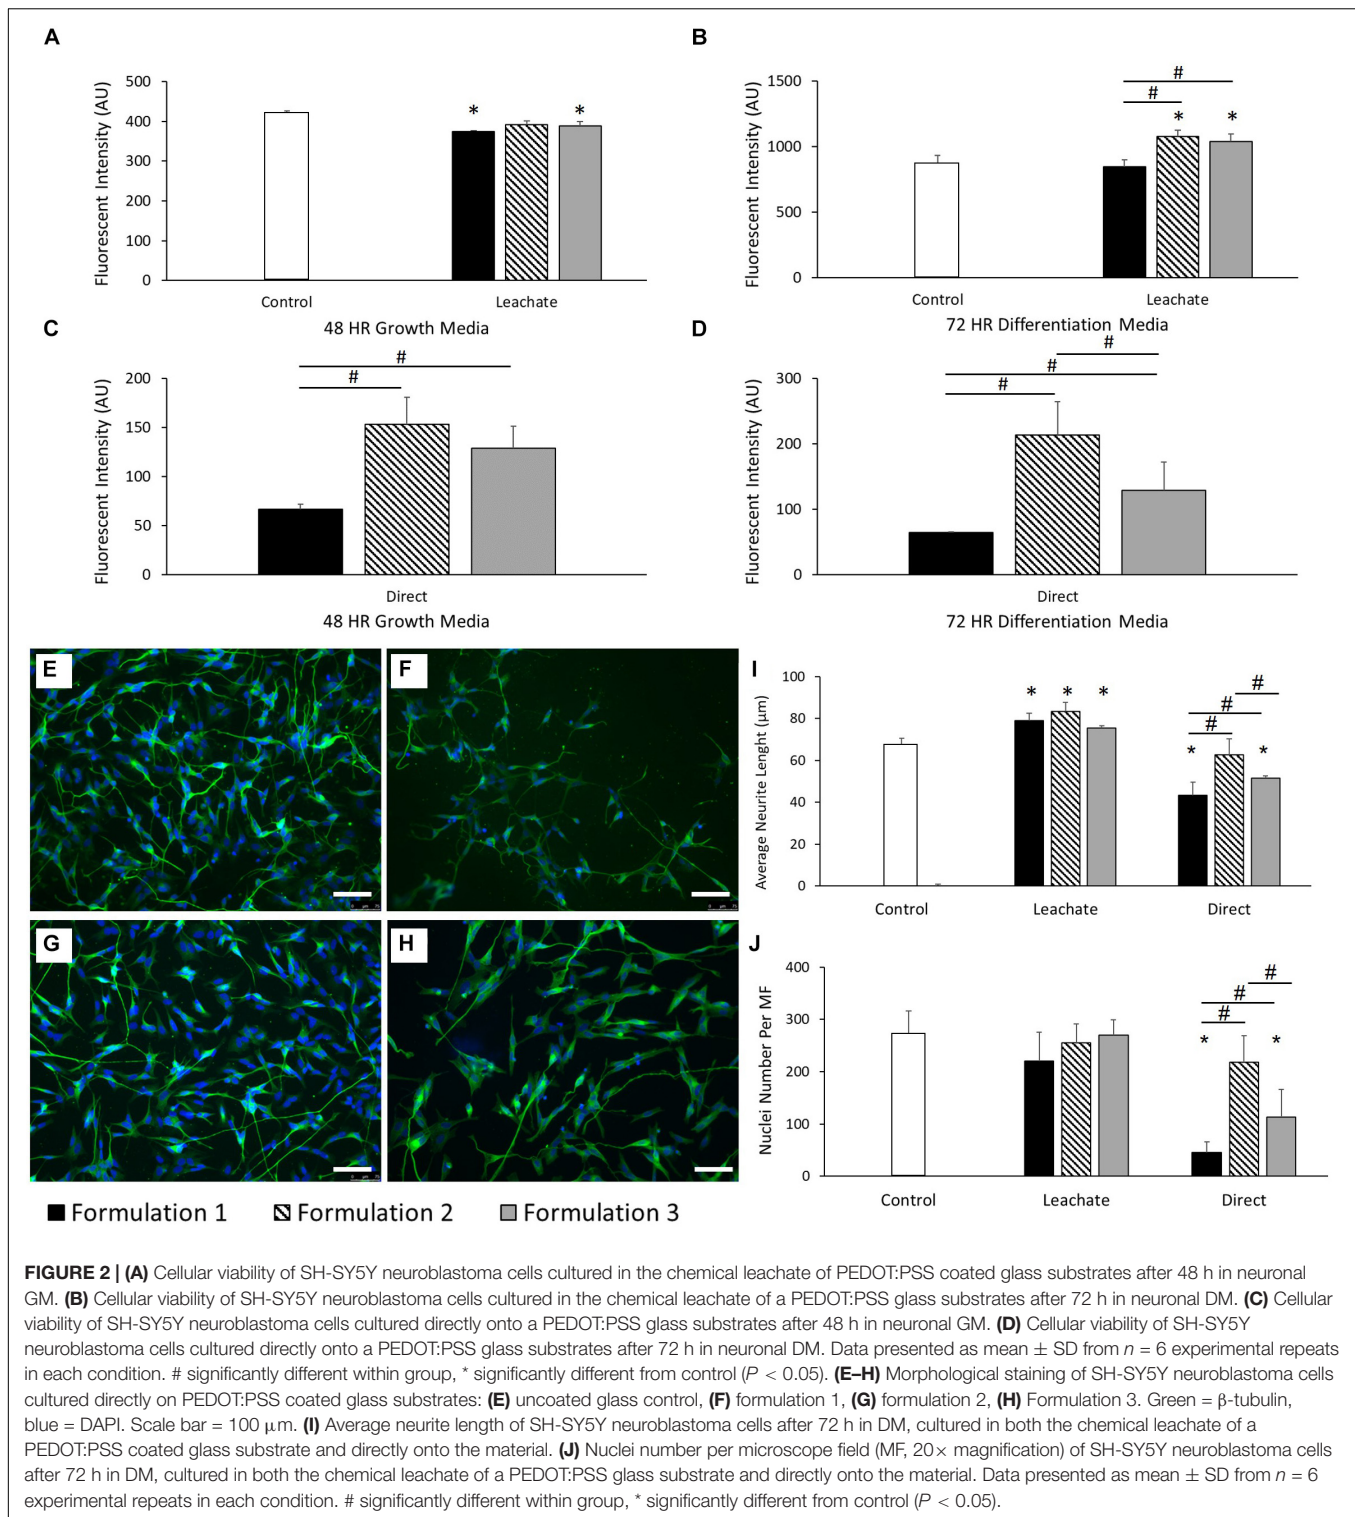 A
Fluorescent Intensity (AU)
500
400
300
200
100
0
*
*
Control
Leachate
48 HR Growth Media
B
Fluorescent Intensity (AU)
1500
1000
500
0
#
#
*
*
Control
Leachate
72 HR Differentiation Media
C
Fluorescent Intensity (AU)
200
150
100
50
0
#
#
Direct
48 HR Growth Media
D
Fluorescent Intensity (AU)
300
200
100
0
#
#
#
Direct
72 HR Differentiation Media
E
F
G
H
I
Average Neurite Lenght (μm)
100
80
60
40
20
0
* * *
#
#
#
* *
Control
Leachate
Direct
J
Nuclei Number Per MF
400
300
200
100
0
#
#
#
* *
Control
Leachate
Direct
Formulation 1
Formulation 2
Formulation 3
FIGURE 2 | (A) Cellular viability of SH-SY5Y neuroblastoma cells cultured in the chemical leachate of PEDOT:PSS coated glass substrates after 48 h in neuronal
GM. (B) Cellular viability of SH-SY5Y neuroblastoma cells cultured in the chemical leachate of a PEDOT:PSS glass substrates after 72 h in neuronal DM. (C) Cellular
viability of SH-SY5Y neuroblastoma cells cultured directly onto a PEDOT:PSS glass substrates after 48 h in neuronal GM. (D) Cellular viability of SH-SY5Y
neuroblastoma cells cultured directly onto a PEDOT:PSS glass substrates after 72 h in neuronal DM. Data presented as mean ± SD from n = 6 experimental repeats
in each condition. # significantly different within group, * significantly different from control (P < 0.05). (E–H) Morphological staining of SH-SY5Y neuroblastoma cells
cultured directly on PEDOT:PSS coated glass substrates: (E) uncoated glass control, (F) formulation 1, (G) formulation 2, (H) Formulation 3. Green = β-tubulin,
blue = DAPI. Scale bar = 100 μm. (I) Average neurite length of SH-SY5Y neuroblastoma cells after 72 h in DM, cultured in both the chemical leachate of a
PEDOT:PSS coated glass substrate and directly onto the material. (J) Nuclei number per microscope field (MF, 20× magnification) of SH-SY5Y neuroblastoma cells
after 72 h in DM, cultured in both the chemical leachate of a PEDOT:PSS glass substrate and directly onto the material. Data presented as mean ± SD from n = 6
experimental repeats in each condition. # significantly different within group, * significantly different from control (P < 0.05).